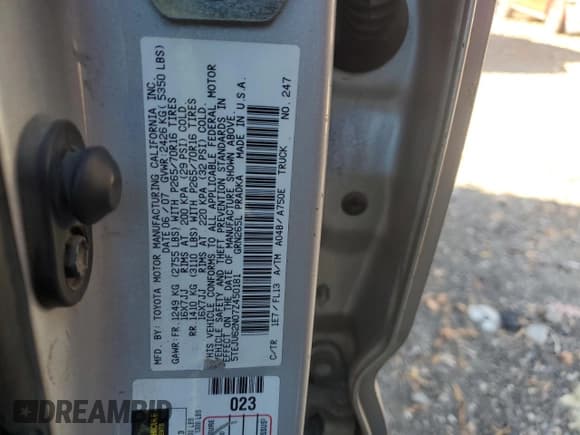 MFD. BY: TOYOTA MOTOR MANUFACTURING CALIFORNIA INC.
DATE 06 / 07 GVWR 2426 KG( 5350 LBS)
GAWR:FR 1249 KG (2755 LBS) WITH P265/70R16 TIRES
16X7JJ RIMS AT 200 KPA (29 PSI) COLD.
RR 1410 KG (3110 LBS) WITH P265/70R16 TIRES
16X7JJ RIMS AT 220 KPA (32 PSI) COLD.
THIS VEHICLE CONFORMS TO ALL APPLICABLE FEDERAL MOTOR
VEHICLE SAFETY AND THEFT PREVENTION STANDARDS IN
EFFECT ON THE DATE OF MANUFACTURE SHOWN ABOVE.
5TEJU62N07Z450181 GRN265L PRADKA MADE IN U.S.A.
C/TR 1E7 / FL13 A/TM A04B/ A750E TRUCK NO. 247
023
DREAMBID